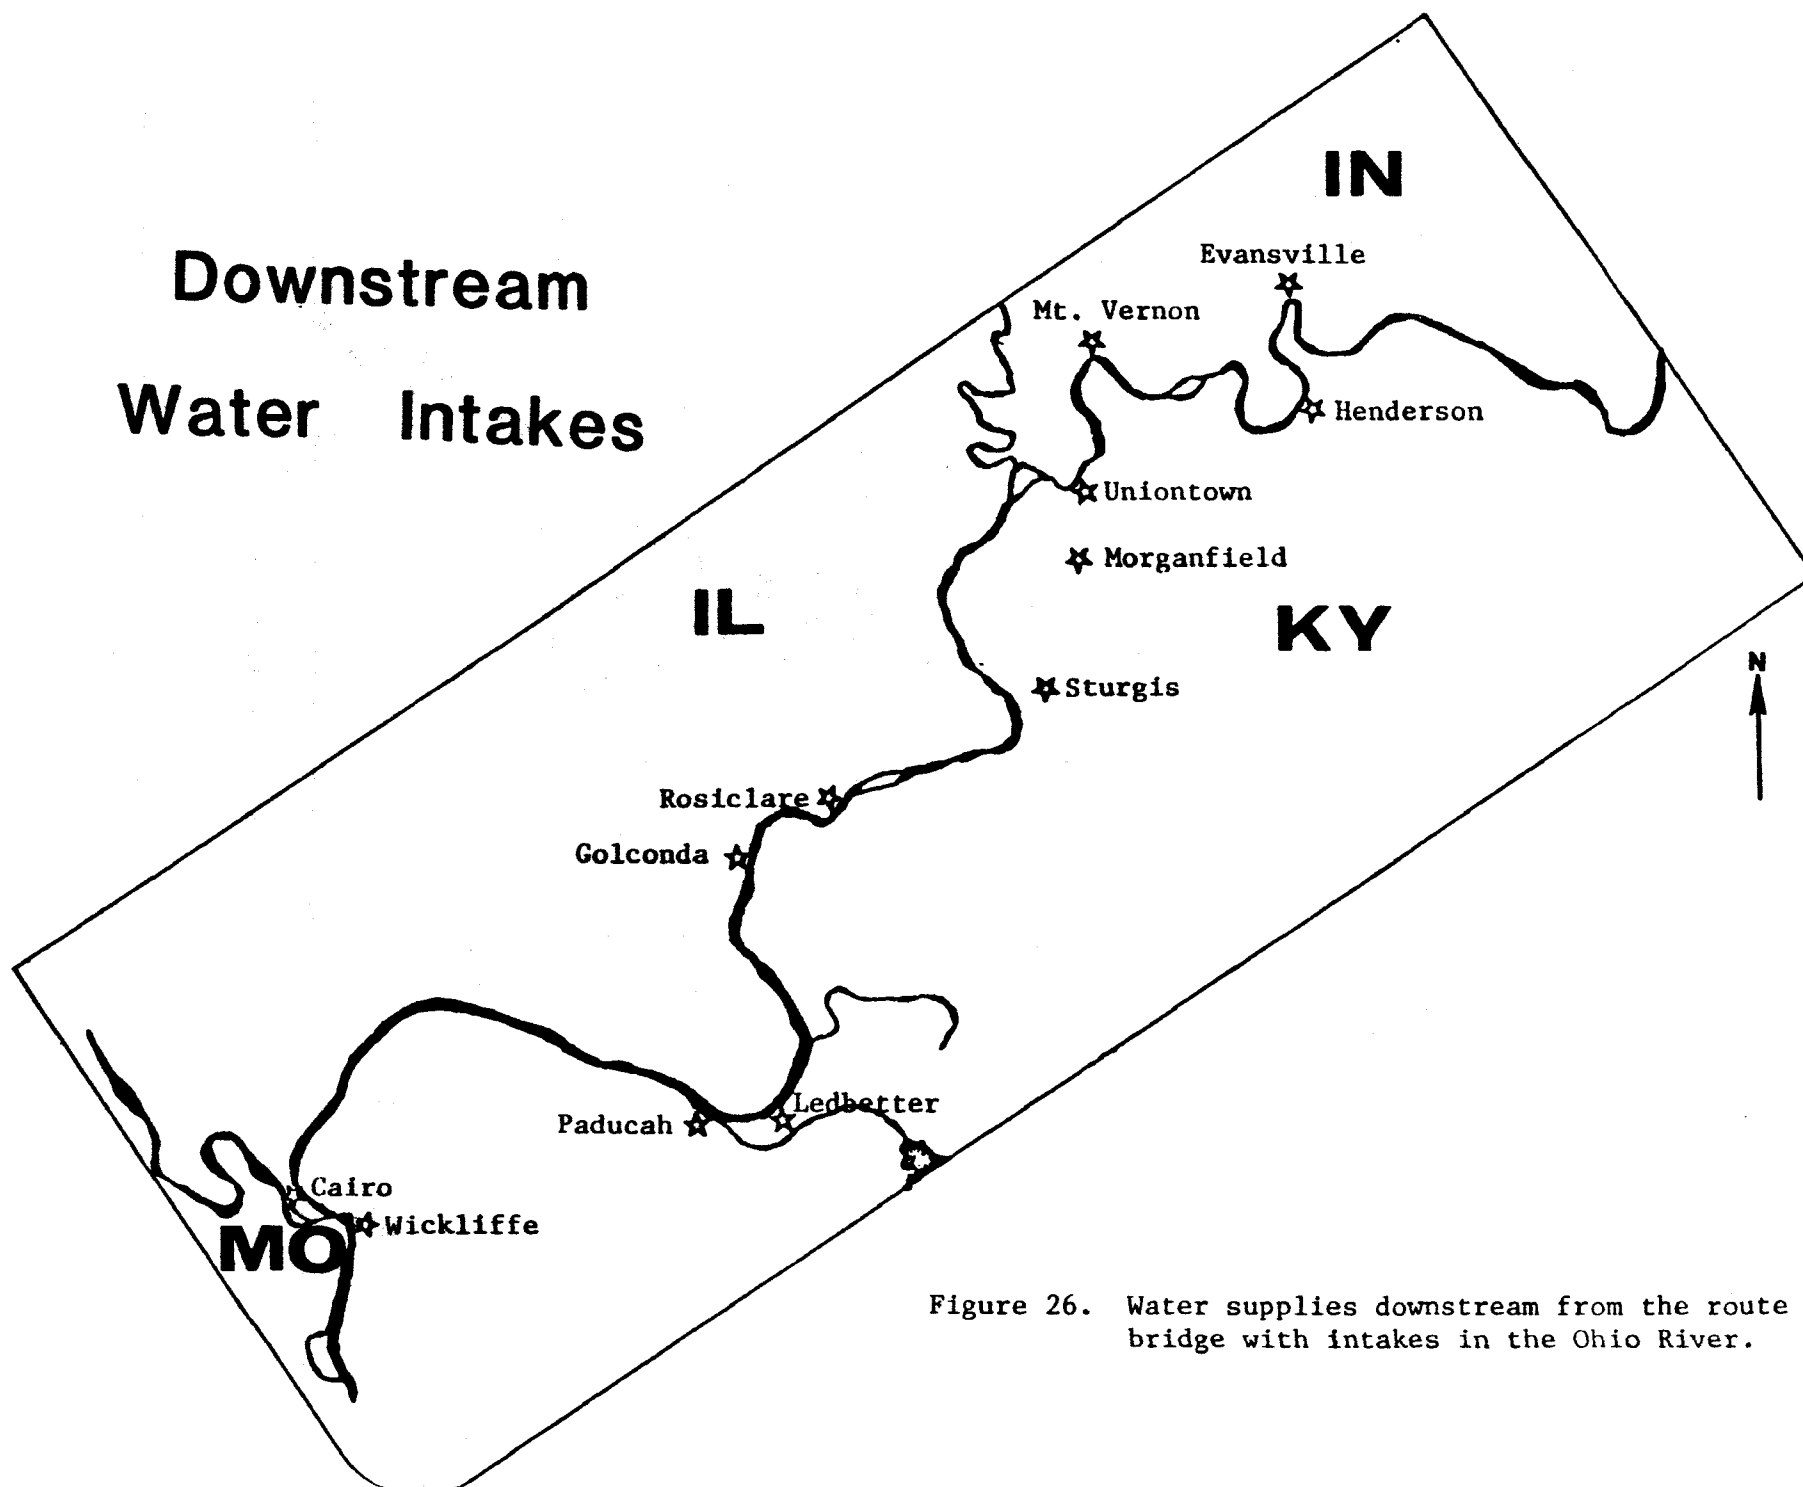 Downstream
Water Intakes
IN
Evansville
Mt. Vernon
Henderson
Uniontown
Morganfield
IL
KY
N
Sturgis
Rosiclare
Golconda
Ledbetter
Paducah
Cairo
Wickliffe
MO
Figure 26. Water supplies downstream from the route
bridge with intakes in the Ohio River.